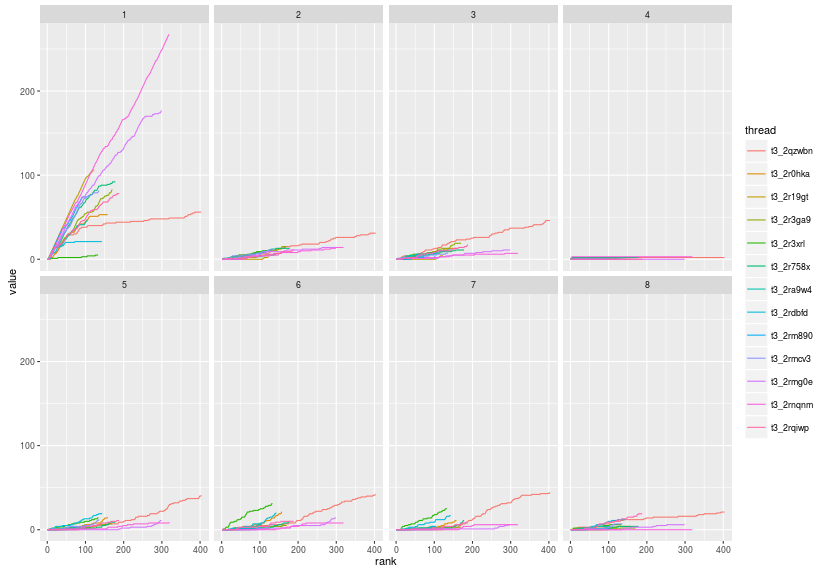 1 2 3 4
200
100
0
5 6 7 8
200
100
0
0 100 200 300 400 0 100 200 300 400 0 100 200 300 400 0 100 200 300 400
rank
value
thread
t3_2qzwbn
t3_2r0hka
t3_2r19gt
t3_2r3ga9
t3_2r3xrl
t3_2r758x
t3_2ra9w4
t3_2rdbfd
t3_2rm890
t3_2rmcv3
t3_2rmg0e
t3_2rnqnm
t3_2rqiwp